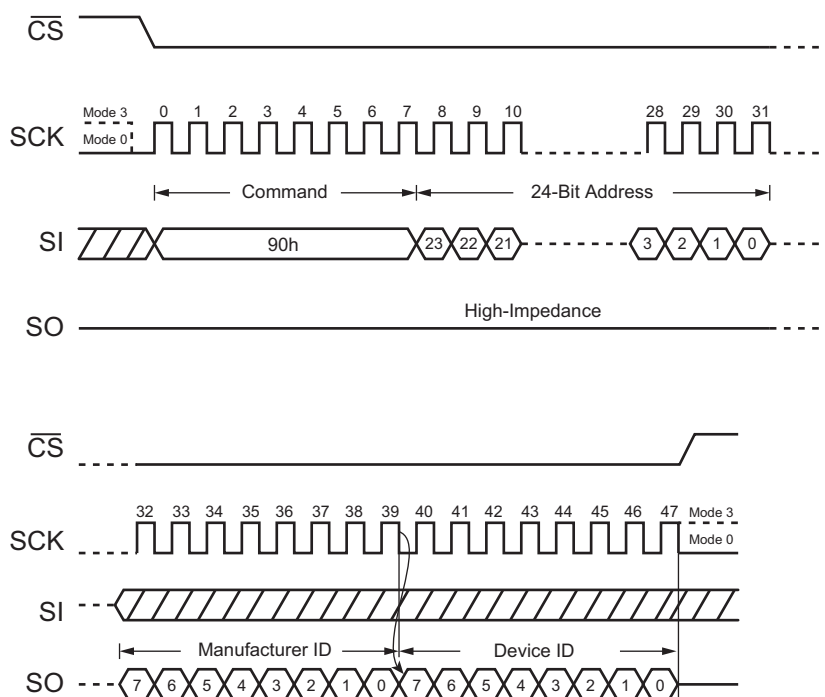 CS
Mode 3 0 1 2 3 4 5 6 7 8 9 10 28 29 30 31
SCK Mode 0
Command 24-Bit Address
SI 90h 23 22 21 3 2 1 0
High-Impedance
SO
CS
32 33 34 35 36 37 38 39 40 41 42 43 44 45 46 47 Mode 3
SCK Mode 0
SI
Manufacturer ID Device ID
SO 7 6 5 4 3 2 1 0 7 6 5 4 3 2 1 0